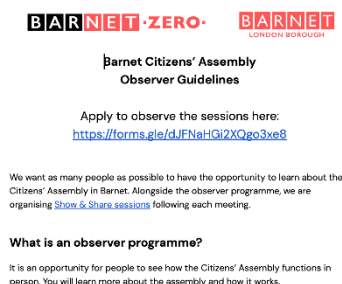 BARNET ·ZERO·
BARNET
LONDON BOROUGH
Barnet Citizens’ Assembly
Observer Guidelines
Apply to observe the sessions here:
https://forms.gle/dJFNaHGi2XQgo3xe8
We want as many people as possible to have the opportunity to learn about the
Citizens’ Assembly in Barnet. Alongside the observer programme, we are
organising Show & Share sessions following each meeting.
What is an observer programme?
It is an opportunity for people to see how the Citizens’ Assembly functions in
person. You will learn more about the assembly and how it works.